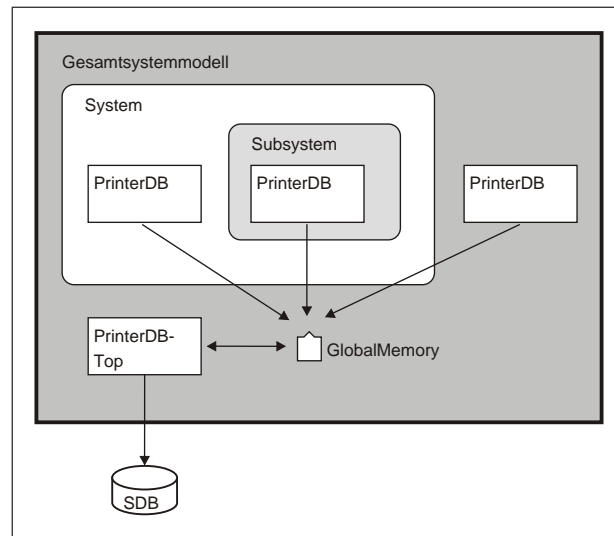 Gesamtsystemmodell
System
Subsystem
PrinterDB
PrinterDB
PrinterDB
PrinterDB-
Top
GlobalMemory
SDB